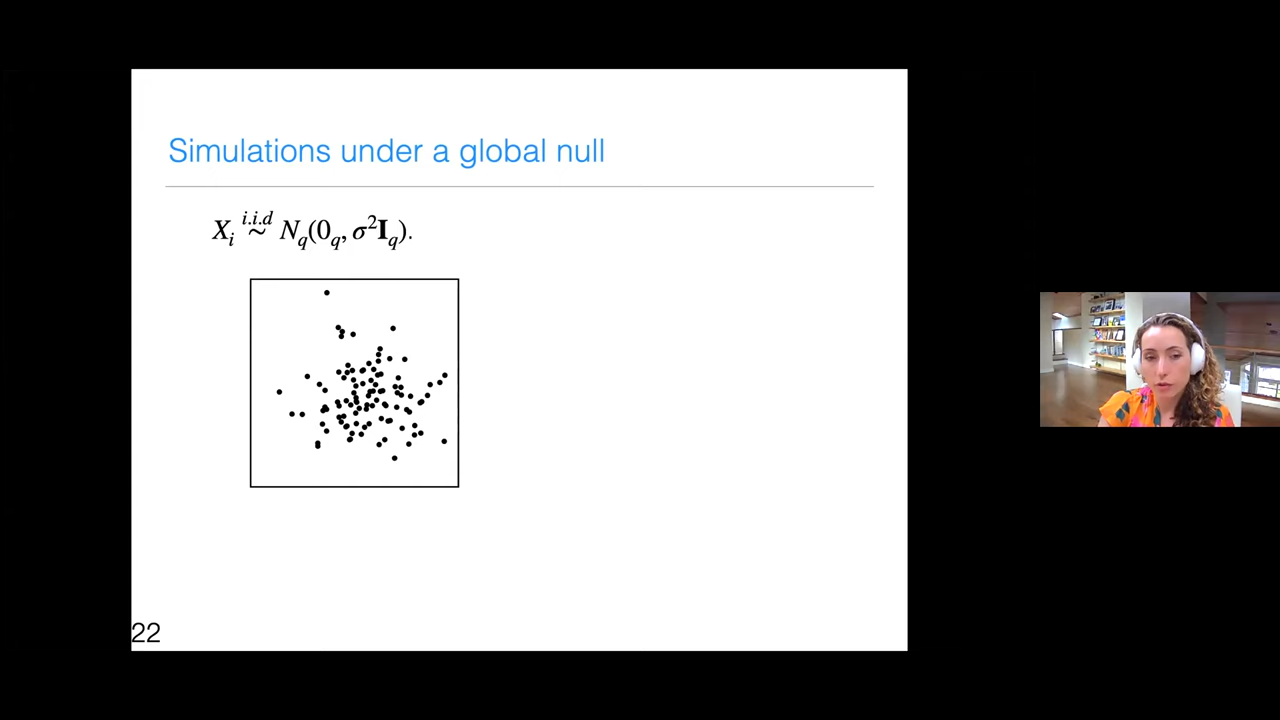 Simulations under a global null
X_i i.i.d ~ N_q(0_q, σ²I_q).
22